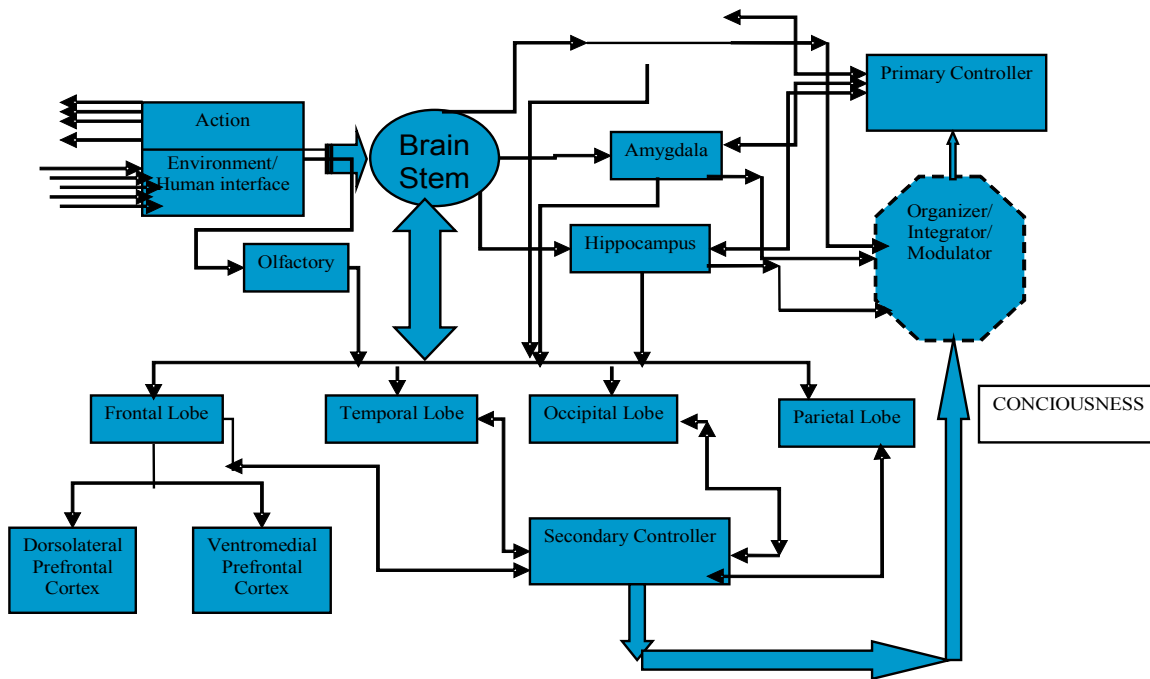 Primary Controller
Action
Environment/
Human interface
Brain
Stem
Amygdala
Organizer/
Integrator/
Modulator
Hippocampus
Olfactory
CONCIOUSNESS
Frontal Lobe
Temporal Lobe
Occipital Lobe
Parietal Lobe
Secondary Controller
Dorsolateral
Prefrontal
Cortex
Ventromedial
Prefrontal
Cortex